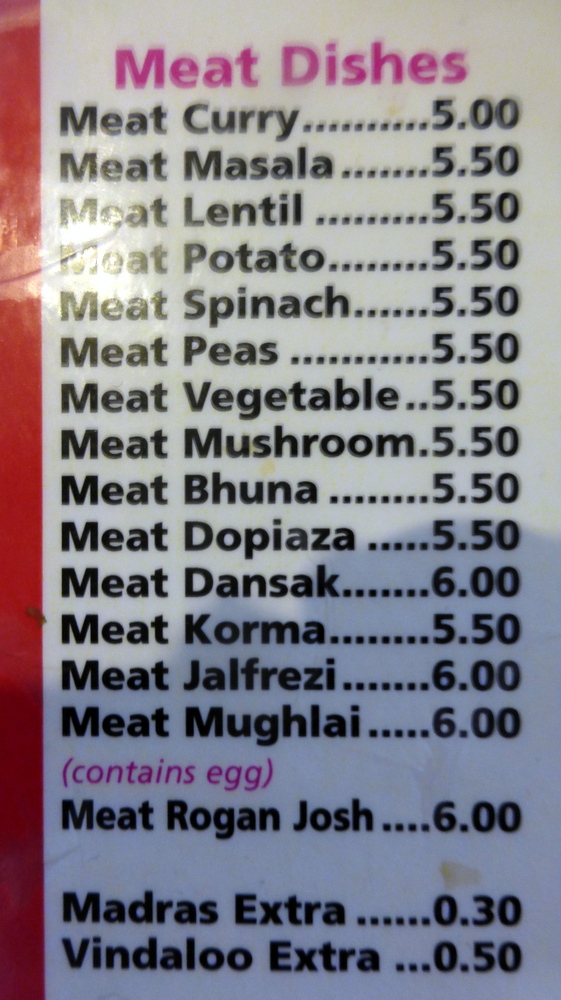 Meat Dishes
Meat Curry..........5.00
Meat Masala.......5.50
Meat Lentil .........5.50
Meat Potato........5.50
Meat Spinach......5.50
Meat Peas ...........5.50
Meat Vegetable..5.50
Meat Mushroom.5.50
Meat Bhuna ........5.50
Meat Dopiaza .....5.50
Meat Dansak.......6.00
Meat Korma........5.50
Meat Jalfrezi.......6.00
Meat Mughlai.....6.00
(contains egg)
Meat Rogan Josh ....6.00
Madras Extra ......0.30
Vindaloo Extra ...0.50